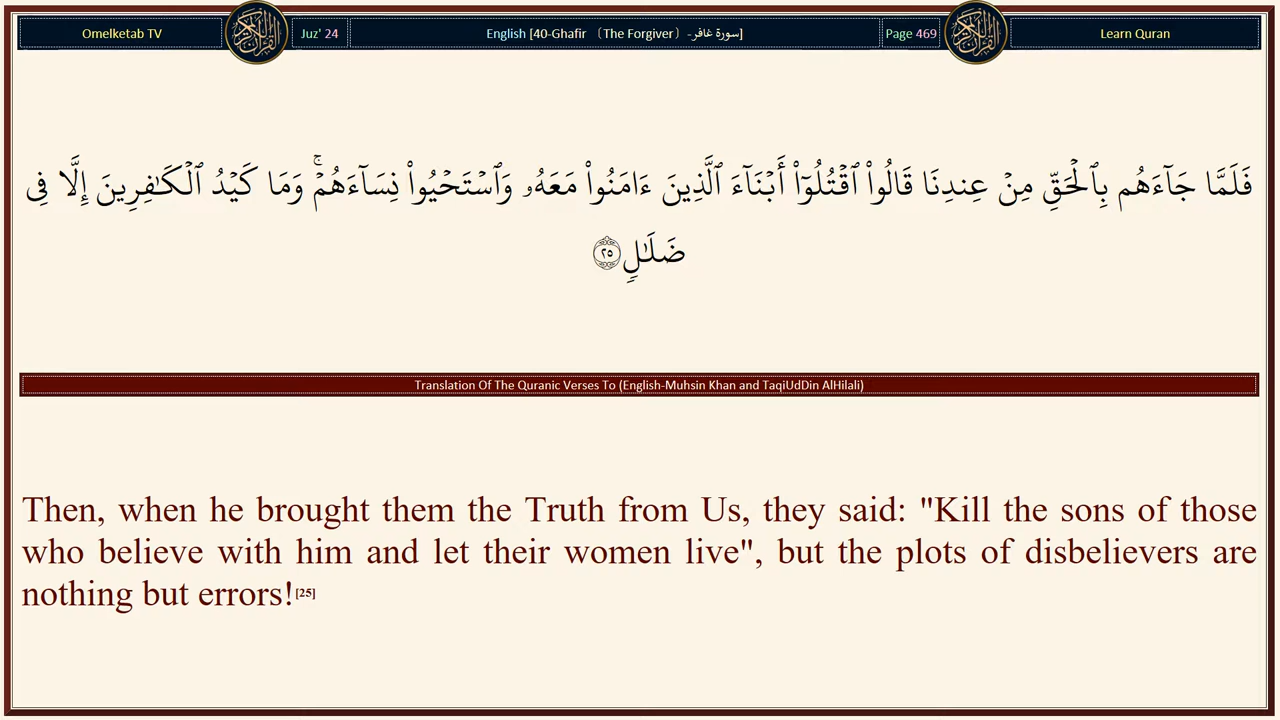 Omelketab TV
Juz' 24
English [40-Ghafir （The Forgiver）-سورة غافر]
Page 469
Learn Quran
فَلَمَّا جَآءَهُم بِٱلْحَقِّ مِنْ عِندِنَا قَالُوا۟ ٱقْتُلُوٓا۟ أَبْنَآءَ ٱلَّذِينَ ءَامَنُوا۟ مَعَهُۥ وَٱسْتَحْيُوا۟ نِسَآءَهُمْ ۚ وَمَا كَيْدُ ٱلْكَـٰفِرِينَ إِلَّا فِى
ضَلَـٰلٍ ٢٥
Translation Of The Quranic Verses To (English-Muhsin Khan and TaqiUdDin AlHilali)
Then, when he brought them the Truth from Us, they said: "Kill the sons of those
who believe with him and let their women live", but the plots of disbelievers are
nothing but errors![25]